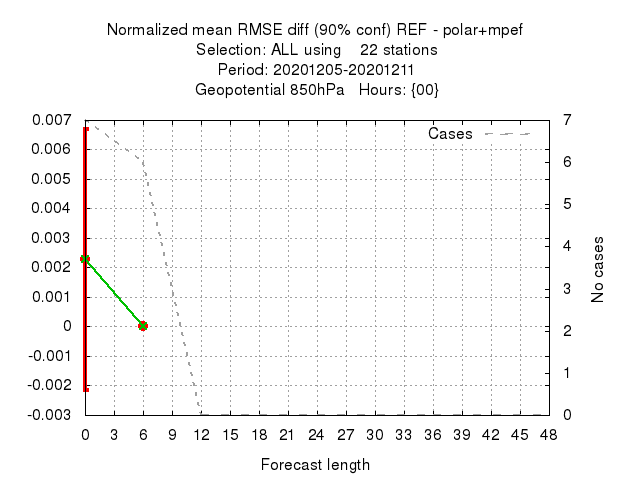 Normalized mean RMSE diff (90% conf) REF - polar+mpef
Selection: ALL using 22 stations
Period: 20201205-20201211
Geopotential 850hPa Hours: {00}
Cases
0.007
0.006
0.005
0.004
0.003
0.002
0.001
0
-0.001
-0.002
-0.003
7
6
5
4
3
2
1
0
No cases
0 3 6 9 12 15 18 21 24 27 30 33 36 39 42 45 48
Forecast length